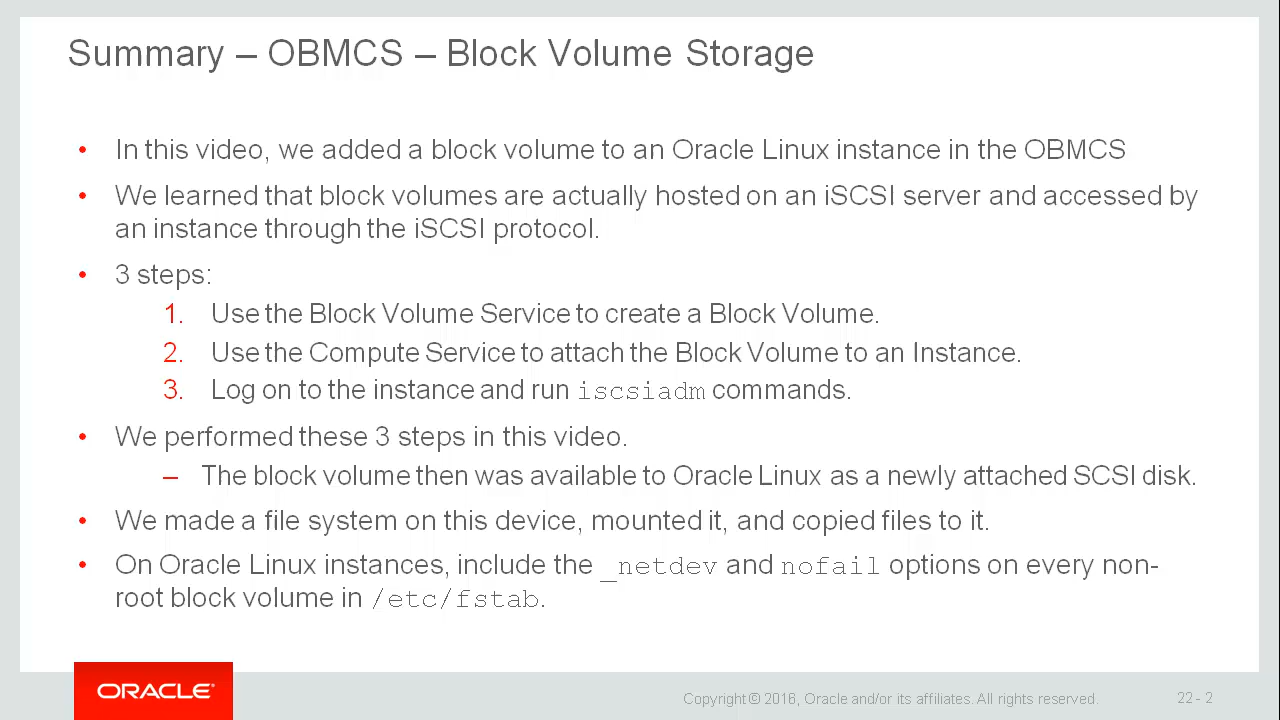 Summary – OBMCS – Block Volume Storage
• In this video, we added a block volume to an Oracle Linux instance in the OBMCS
• We learned that block volumes are actually hosted on an iSCSI server and accessed by
an instance through the iSCSI protocol.
• 3 steps:
1. Use the Block Volume Service to create a Block Volume.
2. Use the Compute Service to attach the Block Volume to an Instance.
3. Log on to the instance and run iscsiadm commands.
• We performed these 3 steps in this video.
– The block volume then was available to Oracle Linux as a newly attached SCSI disk.
• We made a file system on this device, mounted it, and copied files to it.
• On Oracle Linux instances, include the _netdev and nofail options on every non-
root block volume in /etc/fstab.
ORACLE®
Copyright © 2016, Oracle and/or its affiliates. All rights reserved.
22 - 2